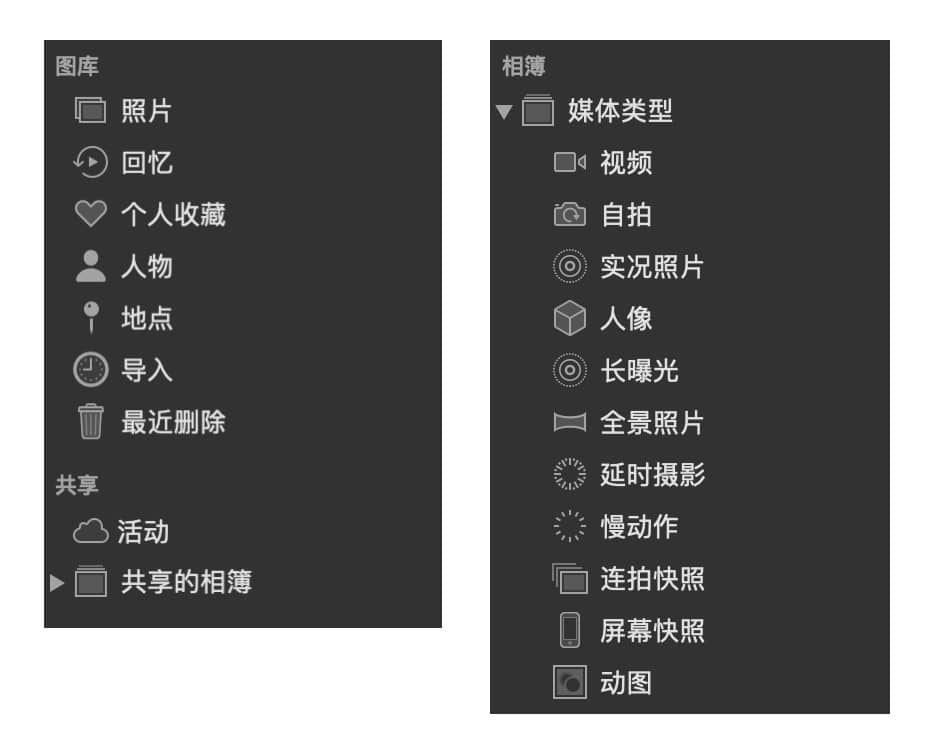 图库
照片
回忆
个人收藏
人物
地点
导入
最近删除
共享
活动
共享的相簿
相簿
媒体类型
视频
自拍
实况照片
人像
长曝光
全景照片
延时摄影
慢动作
连拍快照
屏幕快照
动图